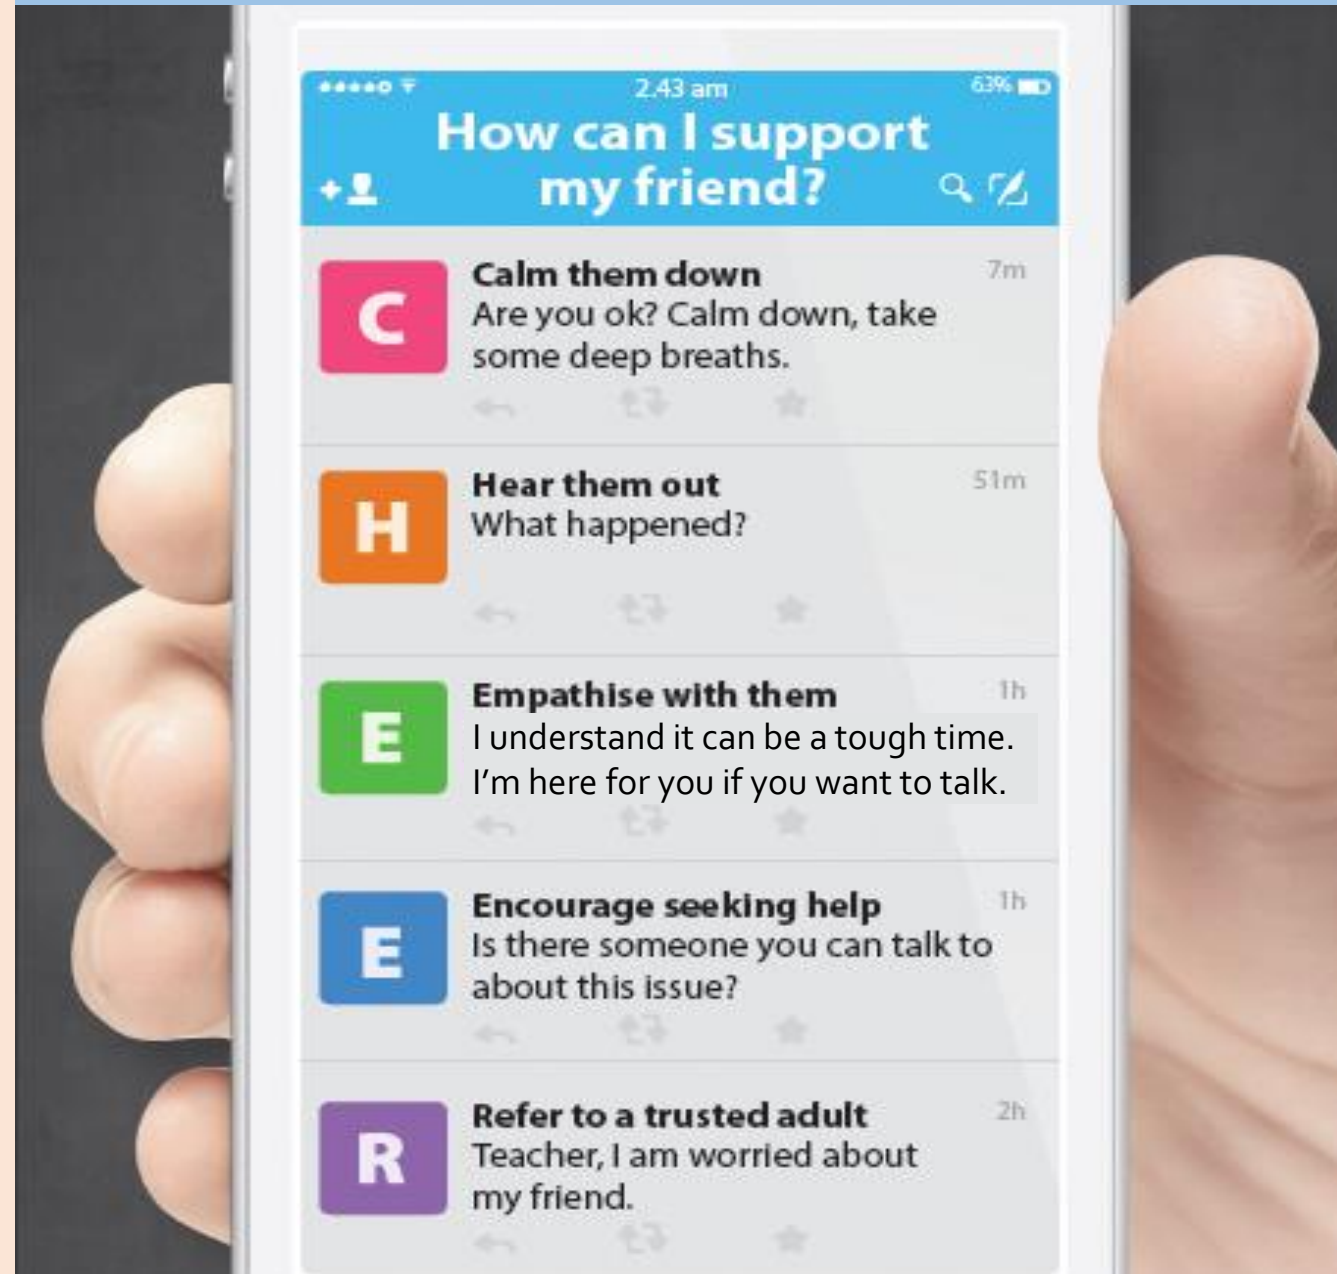 2.43 am 63%
How can I support
my friend?
C
Calm them down 7m
Are you ok? Calm down, take
some deep breaths.
H
Hear them out 51m
What happened?
E
Empathise with them 1h
I understand it can be a tough time.
I'm here for you if you want to talk.
E
Encourage seeking help 1h
Is there someone you can talk to
about this issue?
R
Refer to a trusted adult 2h
Teacher, I am worried about
my friend.